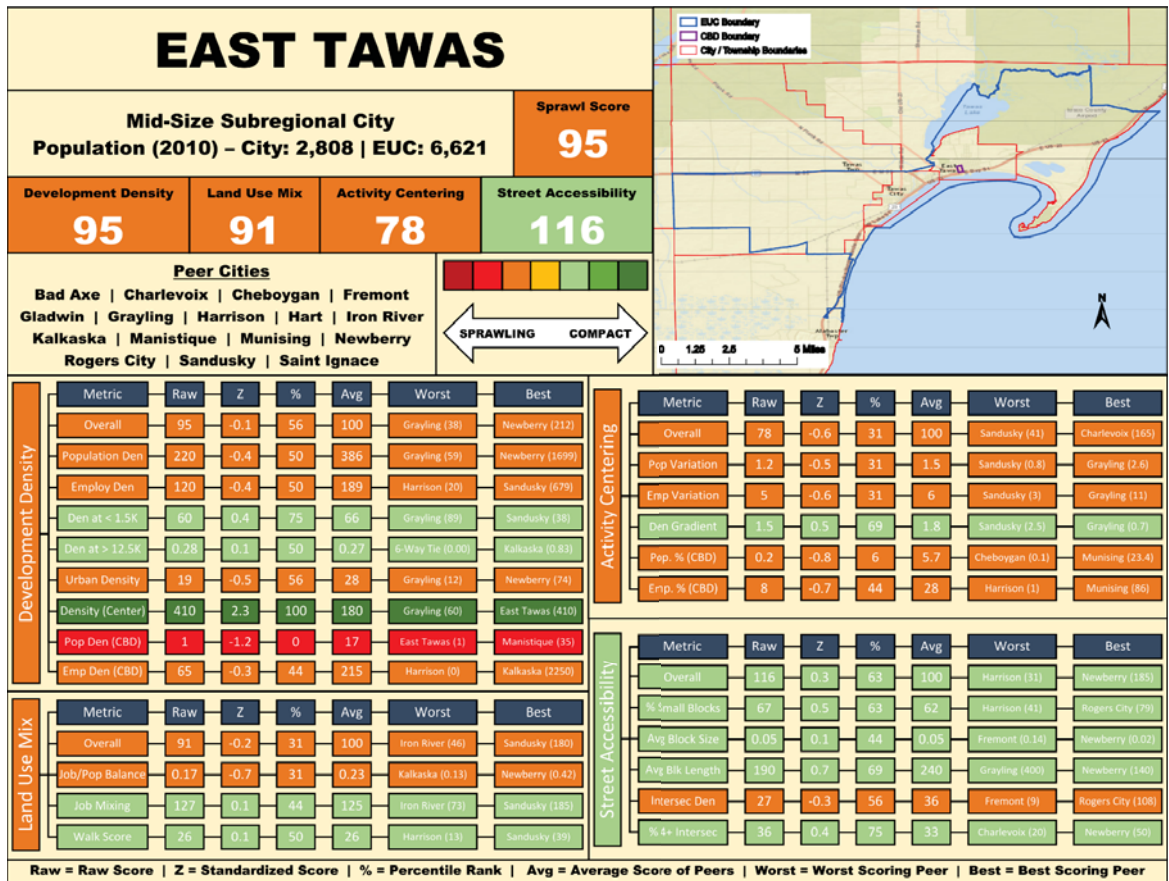 EAST TAWAS
Mid-Size Subregional City
Population (2010) – City: 2,808 | EUC: 6,621
Sprawl Score
95
Development Density
95
Land Use Mix
91
Activity Centering
78
Street Accessibility
116
Peer Cities
Bad Axe | Charlevoix | Cheboygan | Fremont
Gladwin | Grayling | Harrison | Hart | Iron River
Kalkaska | Manistique | Munising | Newberry
Rogers City | Sandusky | Saint Ignace
SPRAWLING COMPACT
EUC Boundary
CBD Boundary
City / Township Boundaries
Tawas Lake
Tawas Twp
East Tawas
Tawas City
Alabaster Twp
N
0 1.25 2.5 5 Miles
Development Density
Metric Raw Z % Avg Worst Best
Overall 95 -0.1 56 100 Grayling (38) Newberry (212)
Population Den 220 -0.4 50 386 Grayling (59) Newberry (1699)
Employ Den 120 -0.4 50 189 Harrison (20) Sandusky (679)
Den at < 1.5K 60 0.4 75 66 Grayling (89) Sandusky (38)
Den at > 12.5K 0.28 0.1 50 0.27 6-Way Tie (0.00) Kalkaska (0.83)
Urban Density 19 -0.5 56 28 Grayling (12) Newberry (74)
Density (Center) 410 2.3 100 180 Grayling (60) East Tawas (410)
Pop Den (CBD) 1 -1.2 0 17 East Tawas (1) Manistique (35)
Emp Den (CBD) 65 -0.3 44 215 Harrison (0) Kalkaska (2250)
Land Use Mix
Metric Raw Z % Avg Worst Best
Overall 91 -0.2 31 100 Iron River (46) Sandusky (180)
Job/Pop Balance 0.17 -0.7 31 0.23 Kalkaska (0.13) Newberry (0.42)
Job Mixing 127 0.1 44 125 Iron River (73) Sandusky (185)
Walk Score 26 0.1 50 26 Harrison (13) Sandusky (39)
Activity Centering
Metric Raw Z % Avg Worst Best
Overall 78 -0.6 31 100 Sandusky (41) Charlevoix (165)
Pop Variation 1.2 -0.5 31 1.5 Sandusky (0.8) Grayling (2.6)
Emp Variation 5 -0.6 31 6 Sandusky (3) Grayling (11)
Den Gradient 1.5 0.5 69 1.8 Sandusky (2.5) Grayling (0.7)
Pop. % (CBD) 0.2 -0.8 6 5.7 Cheboygan (0.1) Munising (23.4)
Emp. % (CBD) 8 -0.7 44 28 Harrison (1) Munising (86)
Street Accessibility
Metric Raw Z % Avg Worst Best
Overall 116 0.3 63 100 Harrison (31) Newberry (185)
% Small Blocks 67 0.5 63 62 Harrison (41) Rogers City (79)
Avg Block Size 0.05 0.1 44 0.05 Fremont (0.14) Newberry (0.02)
Avg Blk Length 190 0.7 69 240 Grayling (400) Newberry (140)
Intersec Den 27 -0.3 56 36 Fremont (9) Rogers City (108)
% 4+ Intersec 36 0.4 75 33 Charlevoix (20) Newberry (50)
Raw = Raw Score | Z = Standardized Score | % = Percentile Rank | Avg = Average Score of Peers | Worst = Worst Scoring Peer | Best = Best Scoring Peer